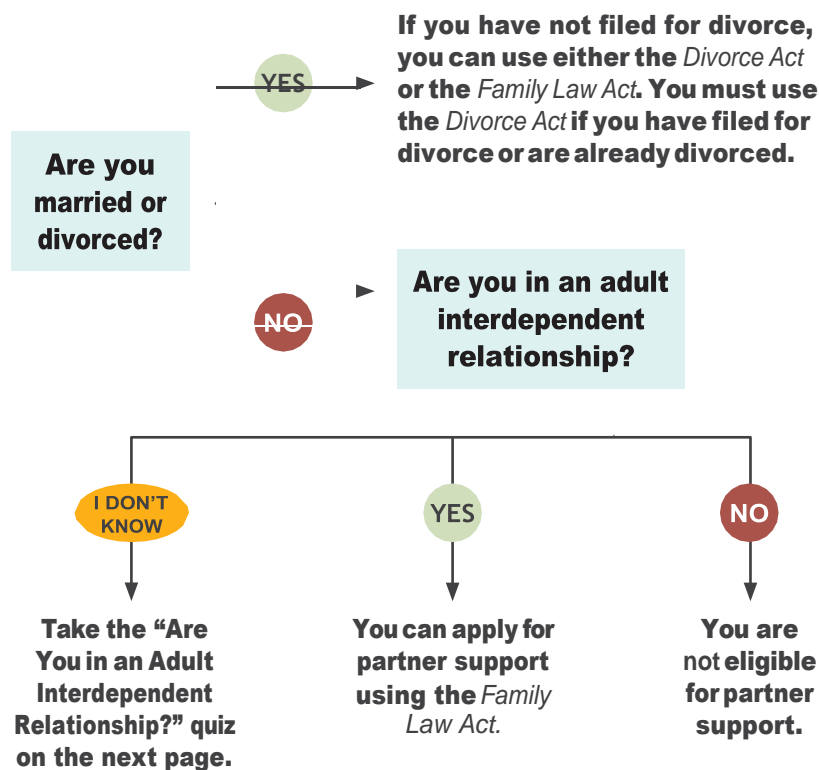 If you have not filed for divorce,
you can use either the Divorce Act
or the Family Law Act. You must use
the Divorce Act if you have filed for
divorce or are already divorced.
YES
Are you
married or
divorced?
NO
Are you in an adult
interdependent
relationship?
I DON'T
KNOW
YES
NO
Take the “Are
You in an Adult
Interdependent
Relationship?” quiz
on the next page.
You can apply for
partner support
using the Family
Law Act.
You are
not eligible
for partner
support.